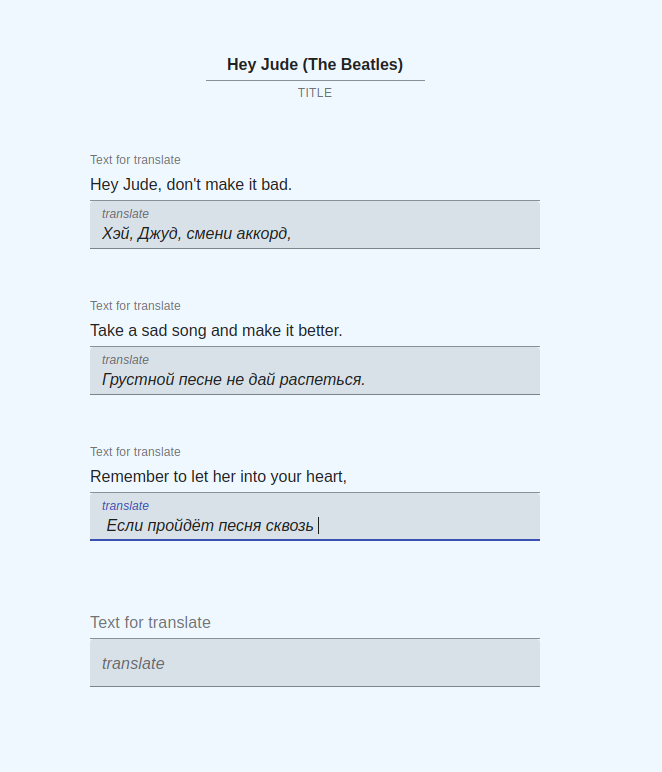 Hey Jude (The Beatles)
TITLE
Text for translate
Hey Jude, don't make it bad.
translate
Хэй, Джуд, смени аккорд,
Text for translate
Take a sad song and make it better.
translate
Грустной песне не дай распеться.
Text for translate
Remember to let her into your heart,
translate
Если пройдёт песня сквозь
Text for translate
translate